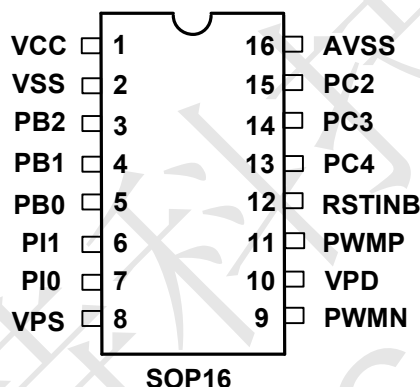 VCC 1 16 AVSS
VSS 2 15 PC2
PB2 3 14 PC3
PB1 4 13 PC4
PB0 5 12 RSTINB
PI1 6 11 PWMP
PI0 7 10 VPD
VPS 8 9 PWMN
SOP16